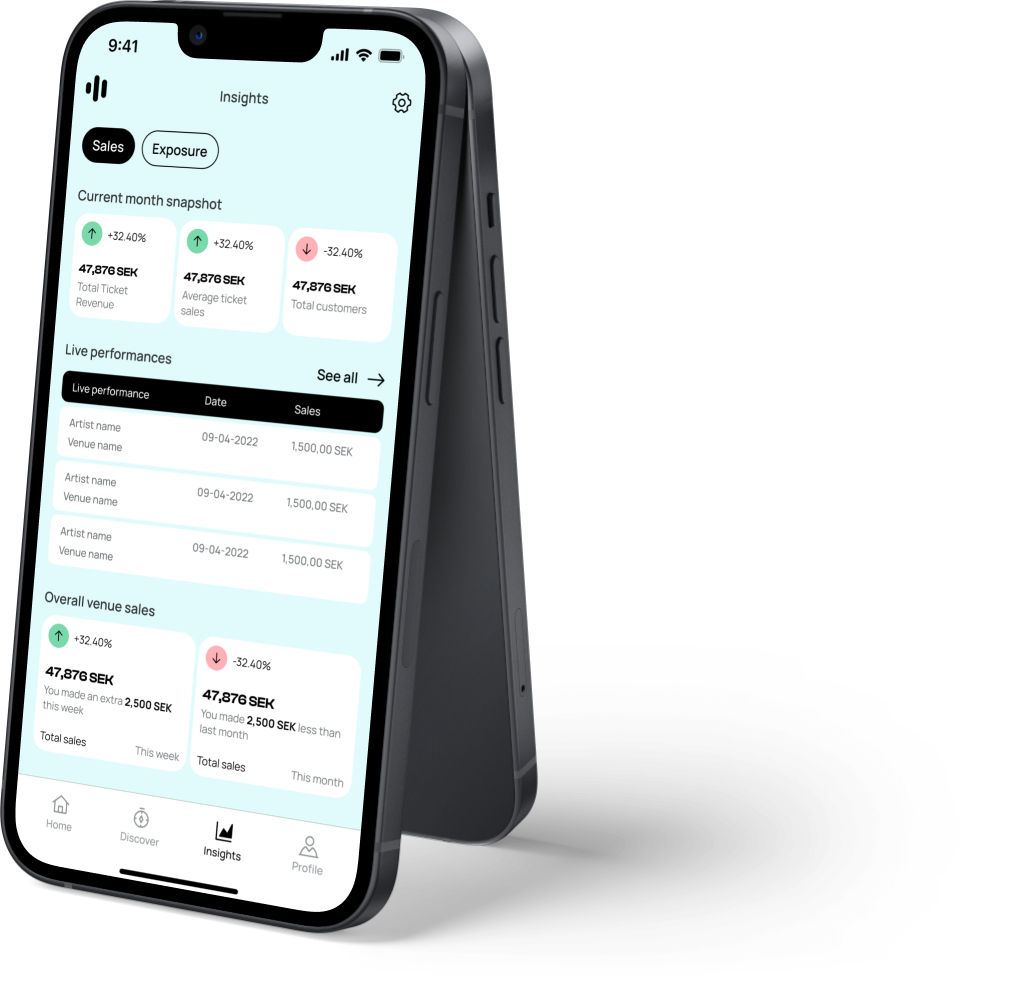 9:41
Insights
Sales
Exposure
Current month snapshot
+32.40%
+32.40%
-32.40%
47,876 SEK
47,876 SEK
47,876 SEK
Total Ticket
Revenue
Average ticket
sales
Total customers
Live performances
See all
Live performance Date Sales
Artist name
Venue name
09-04-2022
1,500,00 SEK
Artist name
Venue name
09-04-2022
1,500,00 SEK
Artist name
Venue name
09-04-2022
1,500,00 SEK
Overall venue sales
+32.40%
47,876 SEK
You made an extra 2,500 SEK
this week
Total sales This week
-32.40%
47,876 SEK
You made 2,500 SEK less than
last month
Total sales This month
Home
Discover
Insights
Profile